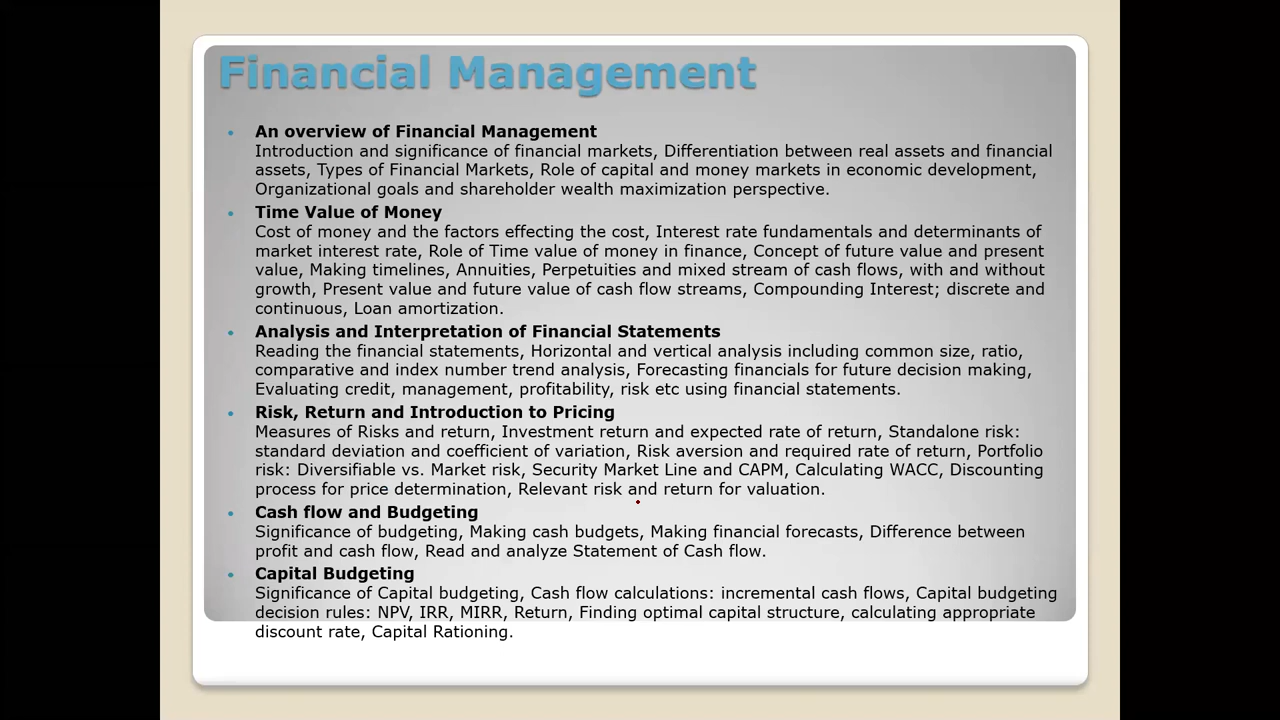 Financial Management
• An overview of Financial Management
Introduction and significance of financial markets, Differentiation between real assets and financial
assets, Types of Financial Markets, Role of capital and money markets in economic development,
Organizational goals and shareholder wealth maximization perspective.
• Time Value of Money
Cost of money and the factors effecting the cost, Interest rate fundamentals and determinants of
market interest rate, Role of Time value of money in finance, Concept of future value and present
value, Making timelines, Annuities, Perpetuities and mixed stream of cash flows, with and without
growth, Present value and future value of cash flow streams, Compounding Interest; discrete and
continuous, Loan amortization.
• Analysis and Interpretation of Financial Statements
Reading the financial statements, Horizontal and vertical analysis including common size, ratio,
comparative and index number trend analysis, Forecasting financials for future decision making,
Evaluating credit, management, profitability, risk etc using financial statements.
• Risk, Return and Introduction to Pricing
Measures of Risks and return, Investment return and expected rate of return, Standalone risk:
standard deviation and coefficient of variation, Risk aversion and required rate of return, Portfolio
risk: Diversifiable vs. Market risk, Security Market Line and CAPM, Calculating WACC, Discounting
process for price determination, Relevant risk and return for valuation.
• Cash flow and Budgeting
Significance of budgeting, Making cash budgets, Making financial forecasts, Difference between
profit and cash flow, Read and analyze Statement of Cash flow.
• Capital Budgeting
Significance of Capital budgeting, Cash flow calculations: incremental cash flows, Capital budgeting
decision rules: NPV, IRR, MIRR, Return, Finding optimal capital structure, calculating appropriate
discount rate, Capital Rationing.